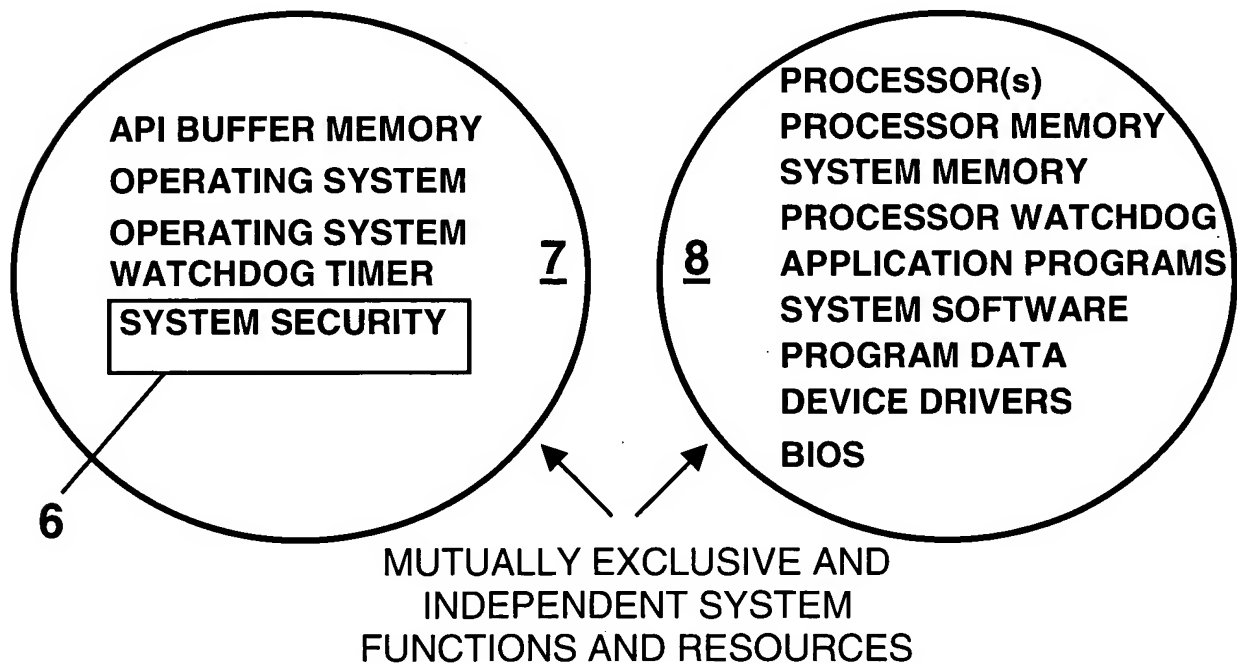 API BUFFER MEMORY
OPERATING SYSTEM
OPERATING SYSTEM
WATCHDOG TIMER
SYSTEM SECURITY
7
6
8
PROCESSOR(s)
PROCESSOR MEMORY
SYSTEM MEMORY
PROCESSOR WATCHDOG
APPLICATION PROGRAMS
SYSTEM SOFTWARE
PROGRAM DATA
DEVICE DRIVERS
BIOS
MUTUALLY EXCLUSIVE AND
INDEPENDENT SYSTEM
FUNCTIONS AND RESOURCES